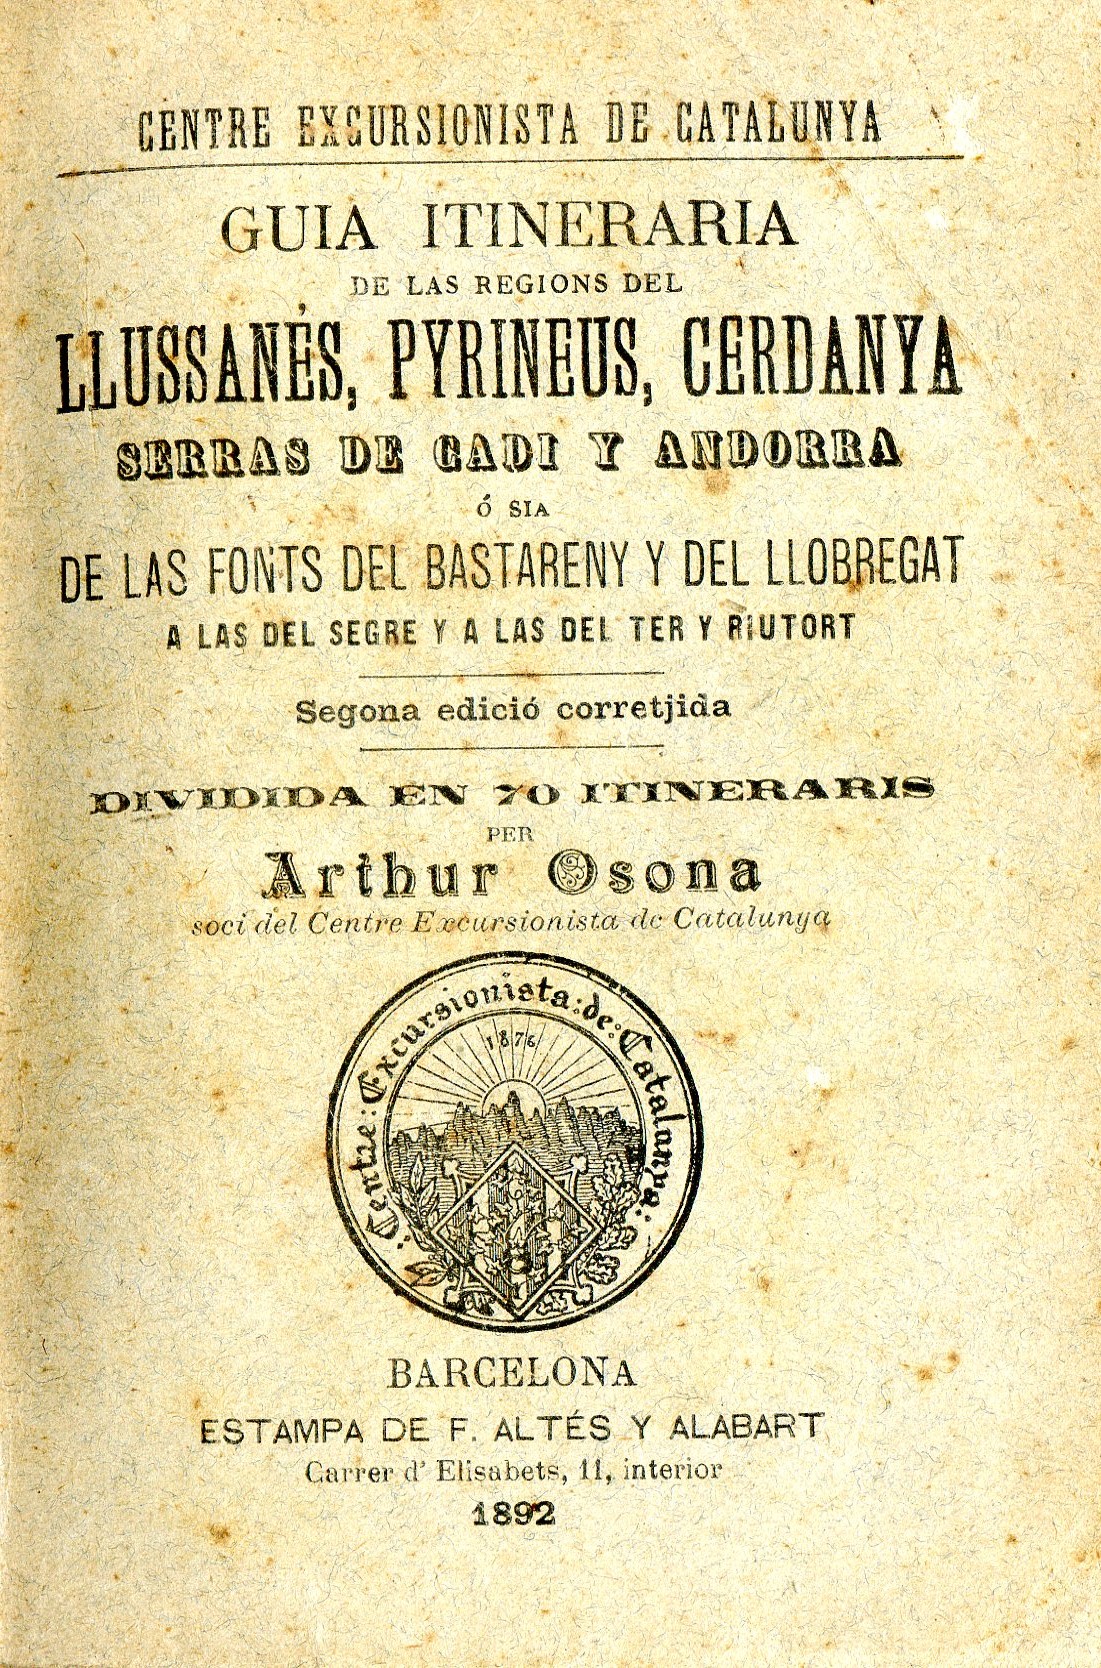 CENTRE EXCURSIONISTA DE CATALUNYA
GUIA ITINERARIA
DE LAS REGIONS DEL
LLUSSANÉS, PYRINEUS, CERDANYA
SERRAS DE CADI Y ANDORRA
Ó SIA
DE LAS FONTS DEL BASTARENY Y DEL LLOBREGAT
A LAS DEL SEGRE Y A LAS DEL TER Y RIUTORT
Segona edició corretjida
DIVIDIDA EN 70 ITINERARIS
PER
Arthur Osona
soci del Centre Excursionista de Catalunya
:Centre:Excursionista:de:Catalunya:
1876
BARCELONA
ESTAMPA DE F. ALTÉS Y ALABART
Carrer d' Elisabets, 11, interior
1892